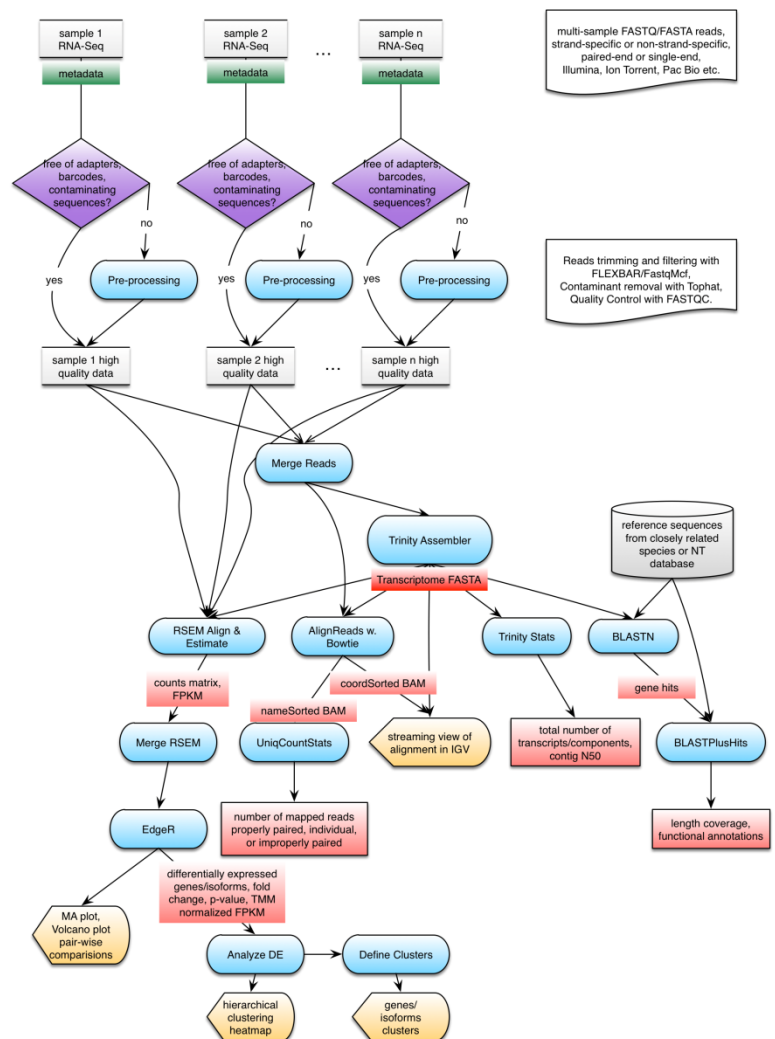 sample 1
RNA-Seq
sample 2
RNA-Seq
...
sample n
RNA-Seq
multi-sample FASTQ/FASTA reads,
strand-specific or non-strand-specific,
paired-end or single-end,
Illumina, Ion Torrent, Pac Bio etc.
metadata
metadata
metadata
free of adapters,
barcodes,
contaminating
sequences?
free of adapters,
barcodes,
contaminating
sequences?
free of adapters,
barcodes,
contaminating
sequences?
no
no
no
yes
yes
yes
Pre-processing
Pre-processing
Pre-processing
Reads trimming and filtering with
FLEXBAR/FastqMcf,
Contaminant removal with Tophat,
Quality Control with FASTQC.
sample 1 high
quality data
sample 2 high
quality data
...
sample n high
quality data
Merge Reads
Trinity Assembler
reference sequences
from closely related
species or NT
database
Transcriptome FASTA
RSEM Align &
Estimate
AlignReads w.
Bowtie
Trinity Stats
BLASTN
counts matrix,
FPKM
coordSorted BAM
gene hits
nameSorted BAM
Merge RSEM
UniqCountStats
streaming view of
alignment in IGV
total number of
transcripts/components,
contig N50
BLASTPlusHits
EdgeR
number of mapped reads
properly paired, individual,
or improperly paired
length coverage,
functional annotations
differentially expressed
genes/isoforms, fold
change, p-value, TMM
normalized FPKM
MA plot,
Volcano plot
pair-wise
comparisions
Analyze DE
Define Clusters
hierarchical
clustering
heatmap
genes/
isoforms
clusters